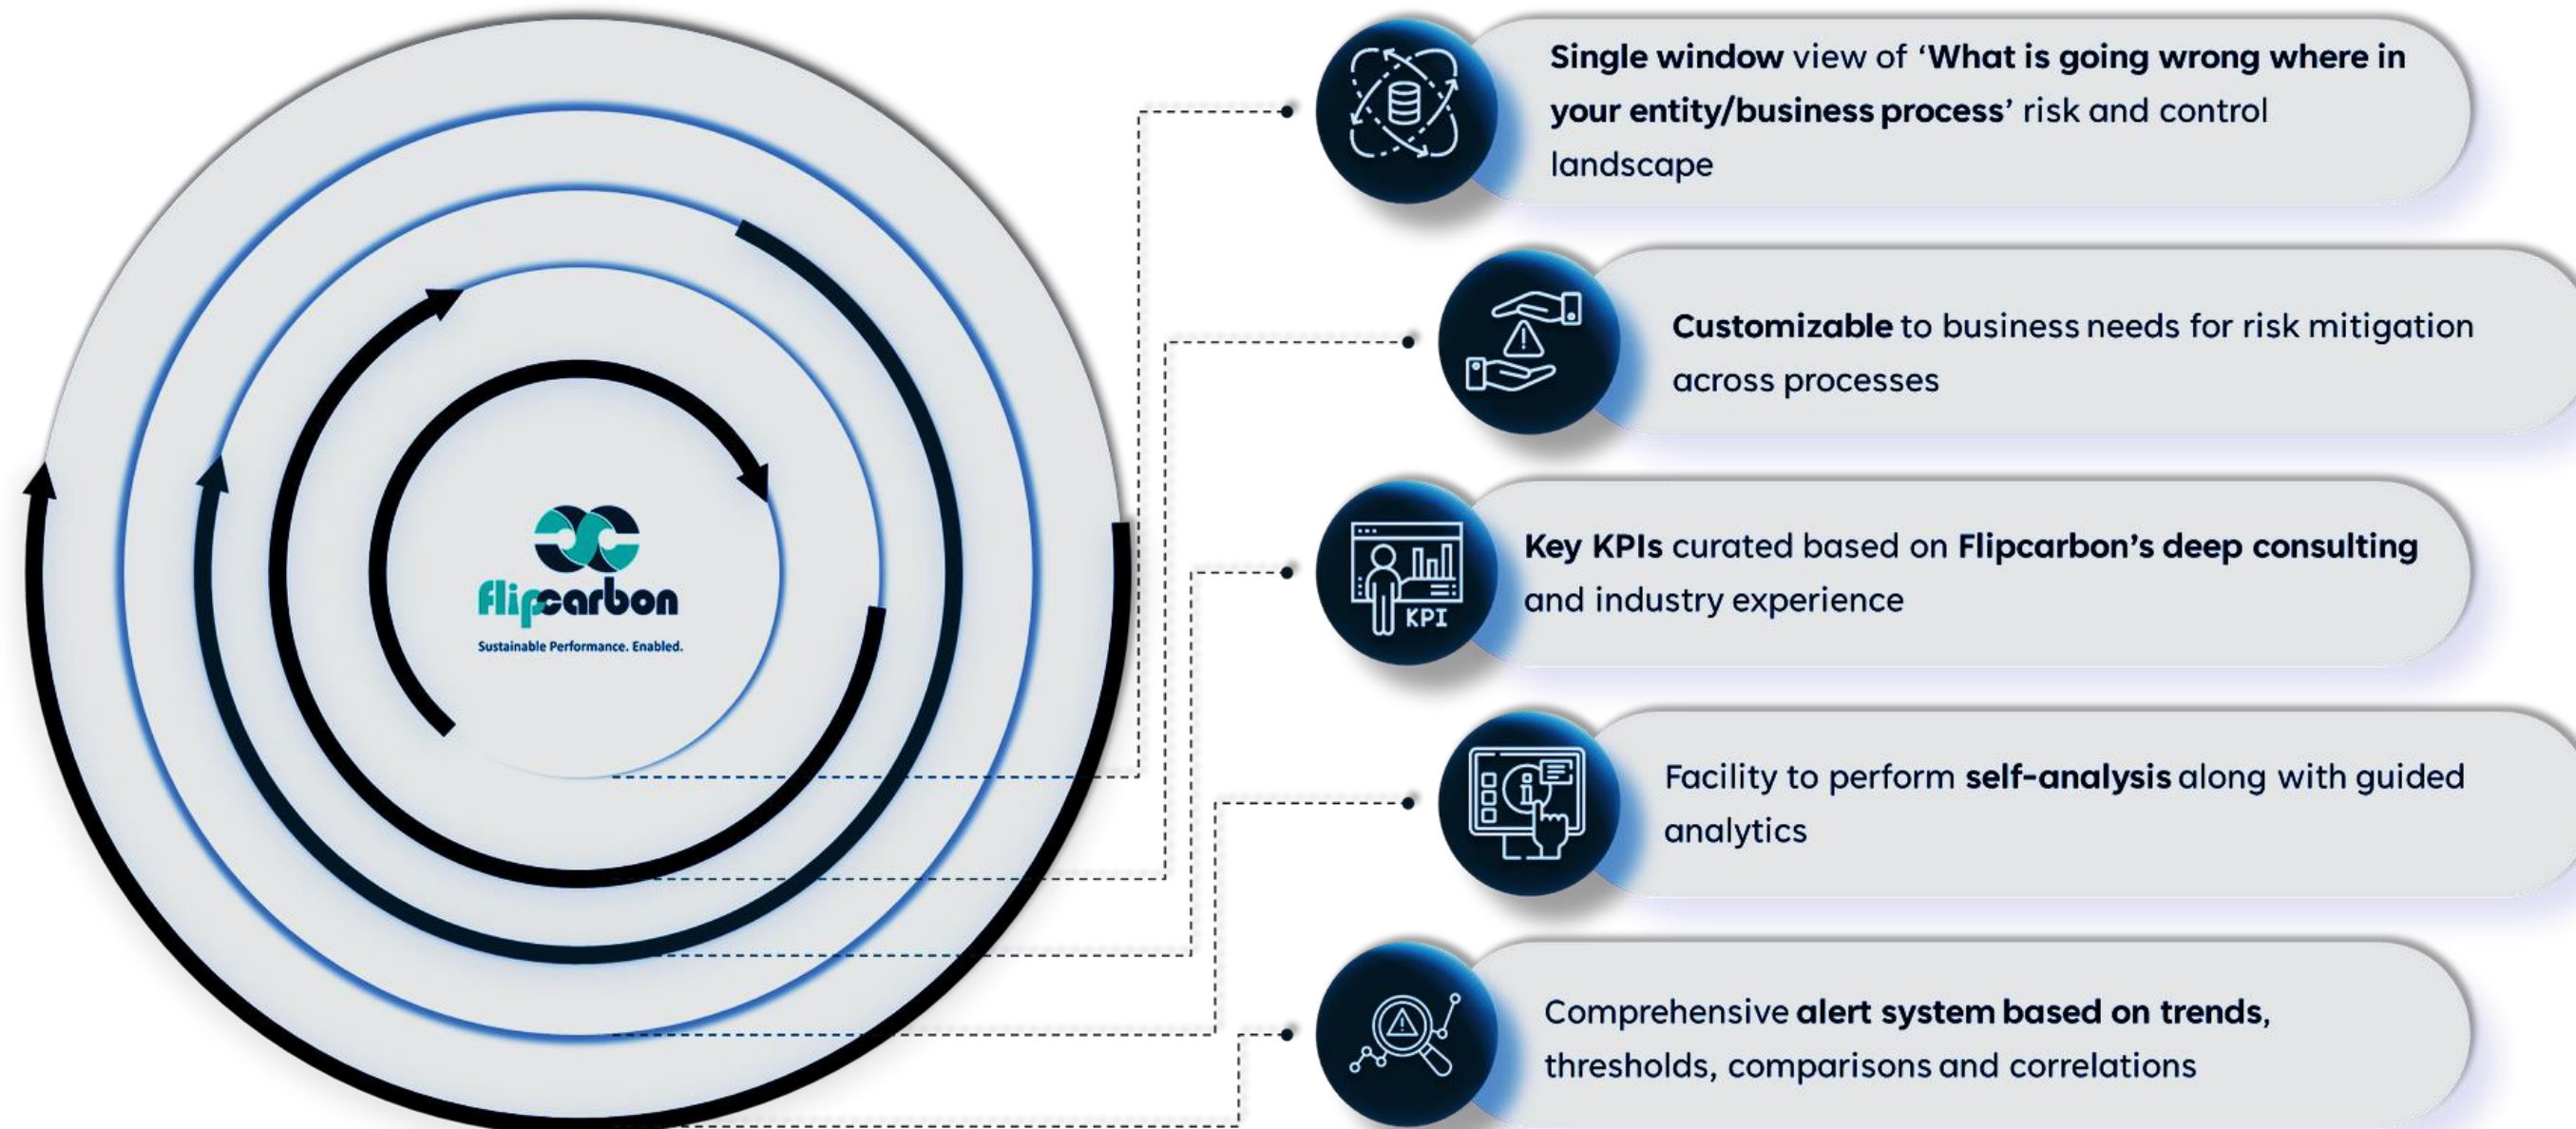 Single window view of ‘What is going wrong where in
your entity/business process’ risk and control
landscape
Customizable to business needs for risk mitigation
across processes
flipcarbon
Sustainable Performance. Enabled.
KPI
Key KPIs curated based on Flipcarbon’s deep consulting
and industry experience
Facility to perform self-analysis along with guided
analytics
Comprehensive alert system based on trends,
thresholds, comparisons and correlations